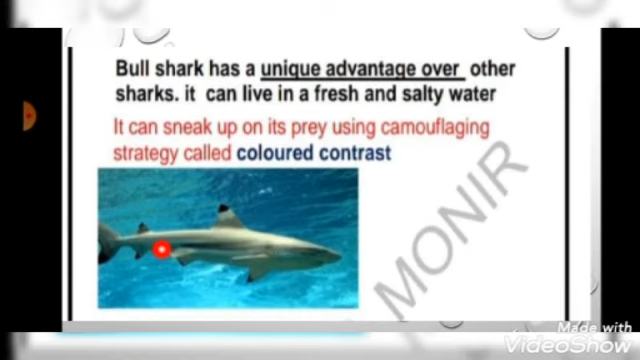 Bull shark has a unique advantage over other
sharks. it can live in a fresh and salty water
It can sneak up on its prey using camouflaging
strategy called coloured contrast
MONIR
Made with
VideoShow